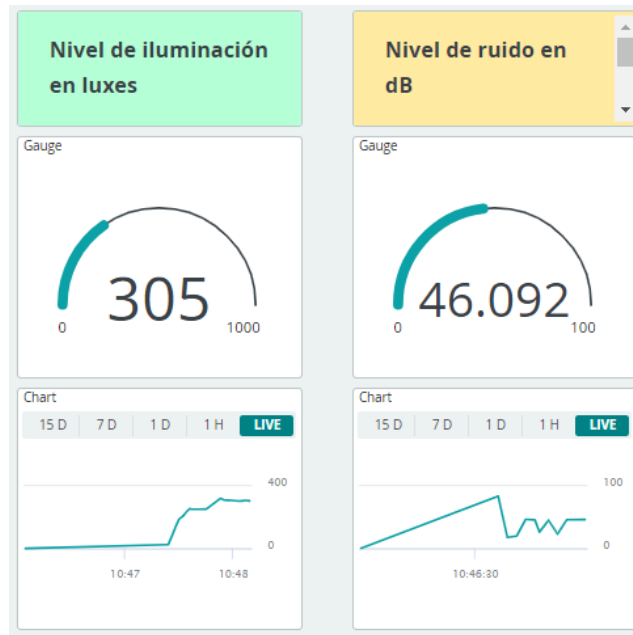 Nivel de iluminación
en luxes
Gauge
305
0
1000
Chart
15 D 7 D 1 D 1 H LIVE
400
0
10:47 10:48
Nivel de ruido en
dB
Gauge
46.092
0
100
Chart
15 D 7 D 1 D 1 H LIVE
100
0
10:46:30